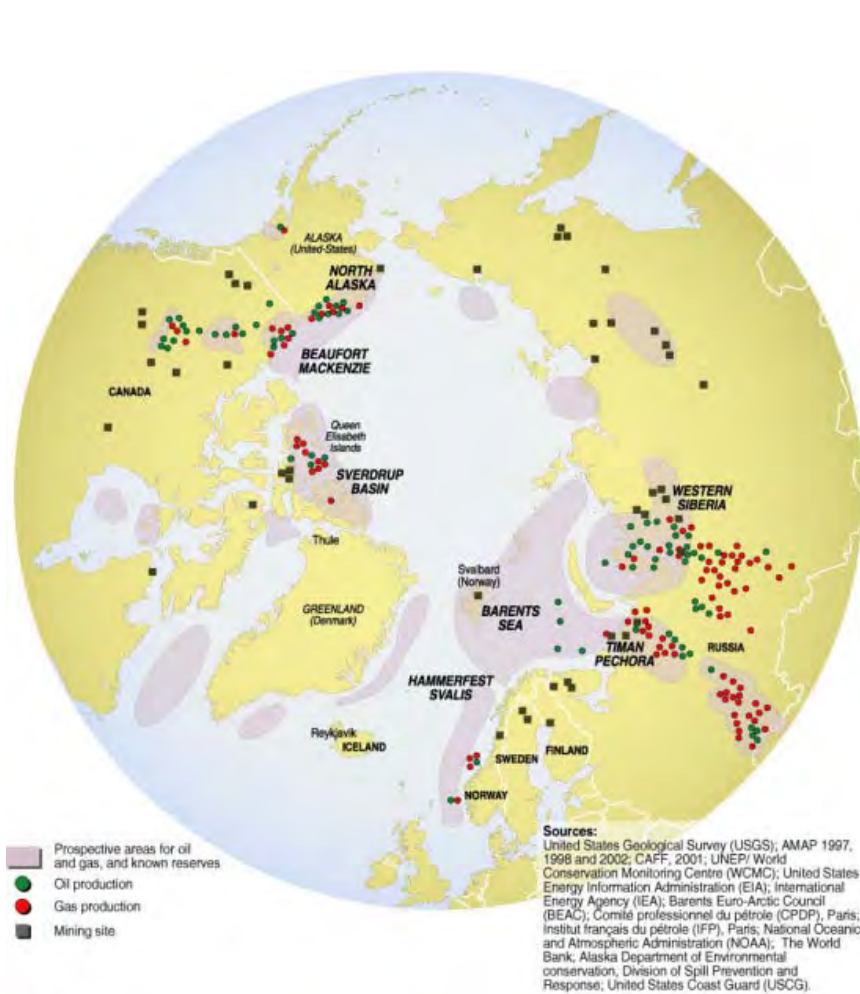 ALASKA
(United-States)
NORTH
ALASKA
BEAUFORT
MACKENZIE
CANADA
Queen
Elisabeth
Islands
SVERDRUP
BASIN
WESTERN
SIBERIA
Thule
Svalbard
(Norway)
GREENLAND
(Denmark)
BARENTS
SEA
TIMAN
PECHORA
RUSSIA
HAMMERFEST
SVALIS
Reykjavik
ICELAND
SWEDEN
FINLAND
NORWAY
Prospective areas for oil
and gas, and known reserves
Oil production
Gas production
Mining site
Sources:
United States Geological Survey (USGS); AMAP 1997,
1998 and 2002; CAFF, 2001; UNEP/ World
Conservation Monitoring Centre (WCMC); United States
Energy Information Administration (EIA); International
Energy Agency (IEA); Barents Euro-Arctic Council
(BEAC); Comité professionnel du pétrole (CPDP), Paris;
Institut français du pétrole (IFP), Paris; National Oceanic
and Atmospheric Administration (NOAA); The World
Bank; Alaska Department of Environmental
conservation, Division of Spill Prevention and
Response; United States Coast Guard (USCG).